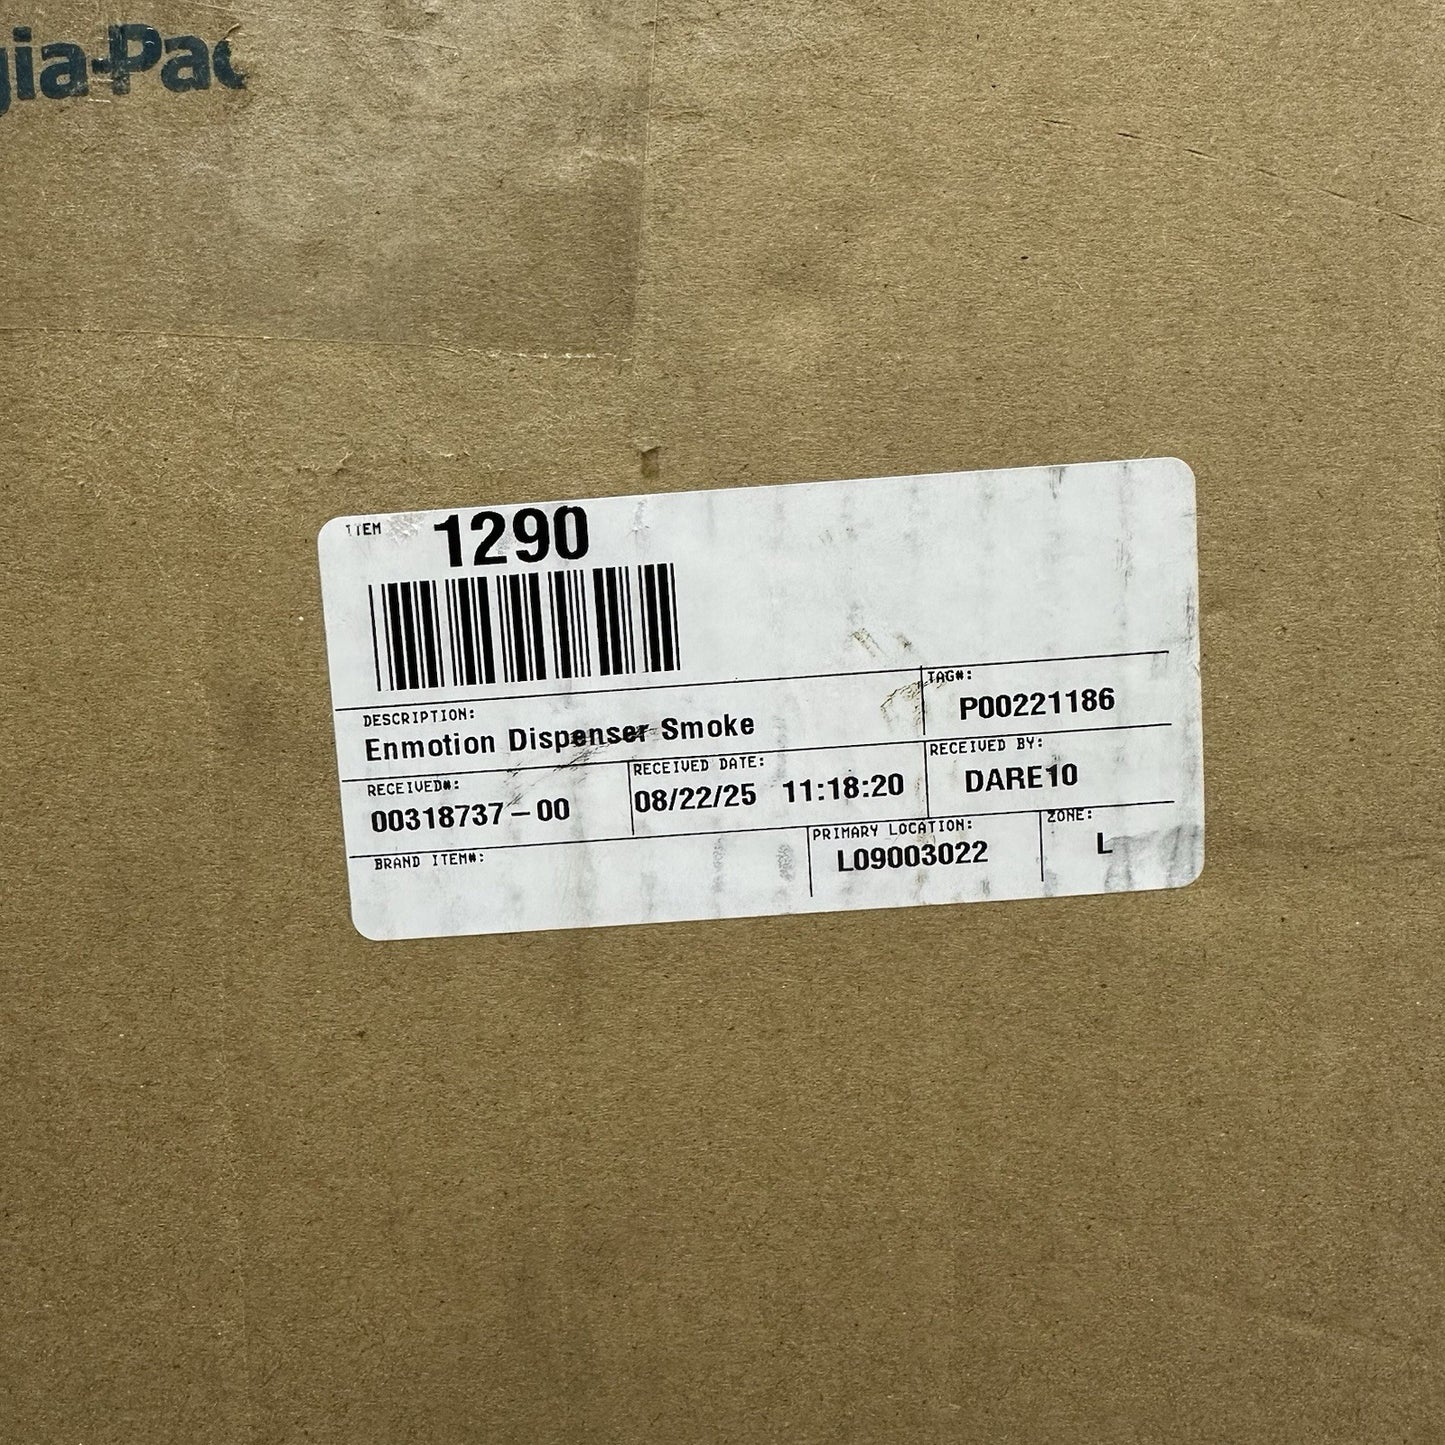 gia-Pac
ITEM 1290
DESCRIPTION:
Enmotion Dispenser Smoke
TAG#:
P00221186
RECEIVED#:
00318737-00
RECEIVED DATE:
08/22/25 11:18:20
RECEIVED BY:
DARE10
BRAND ITEM#:
PRIMARY LOCATION:
L09003022
ZONE:
L